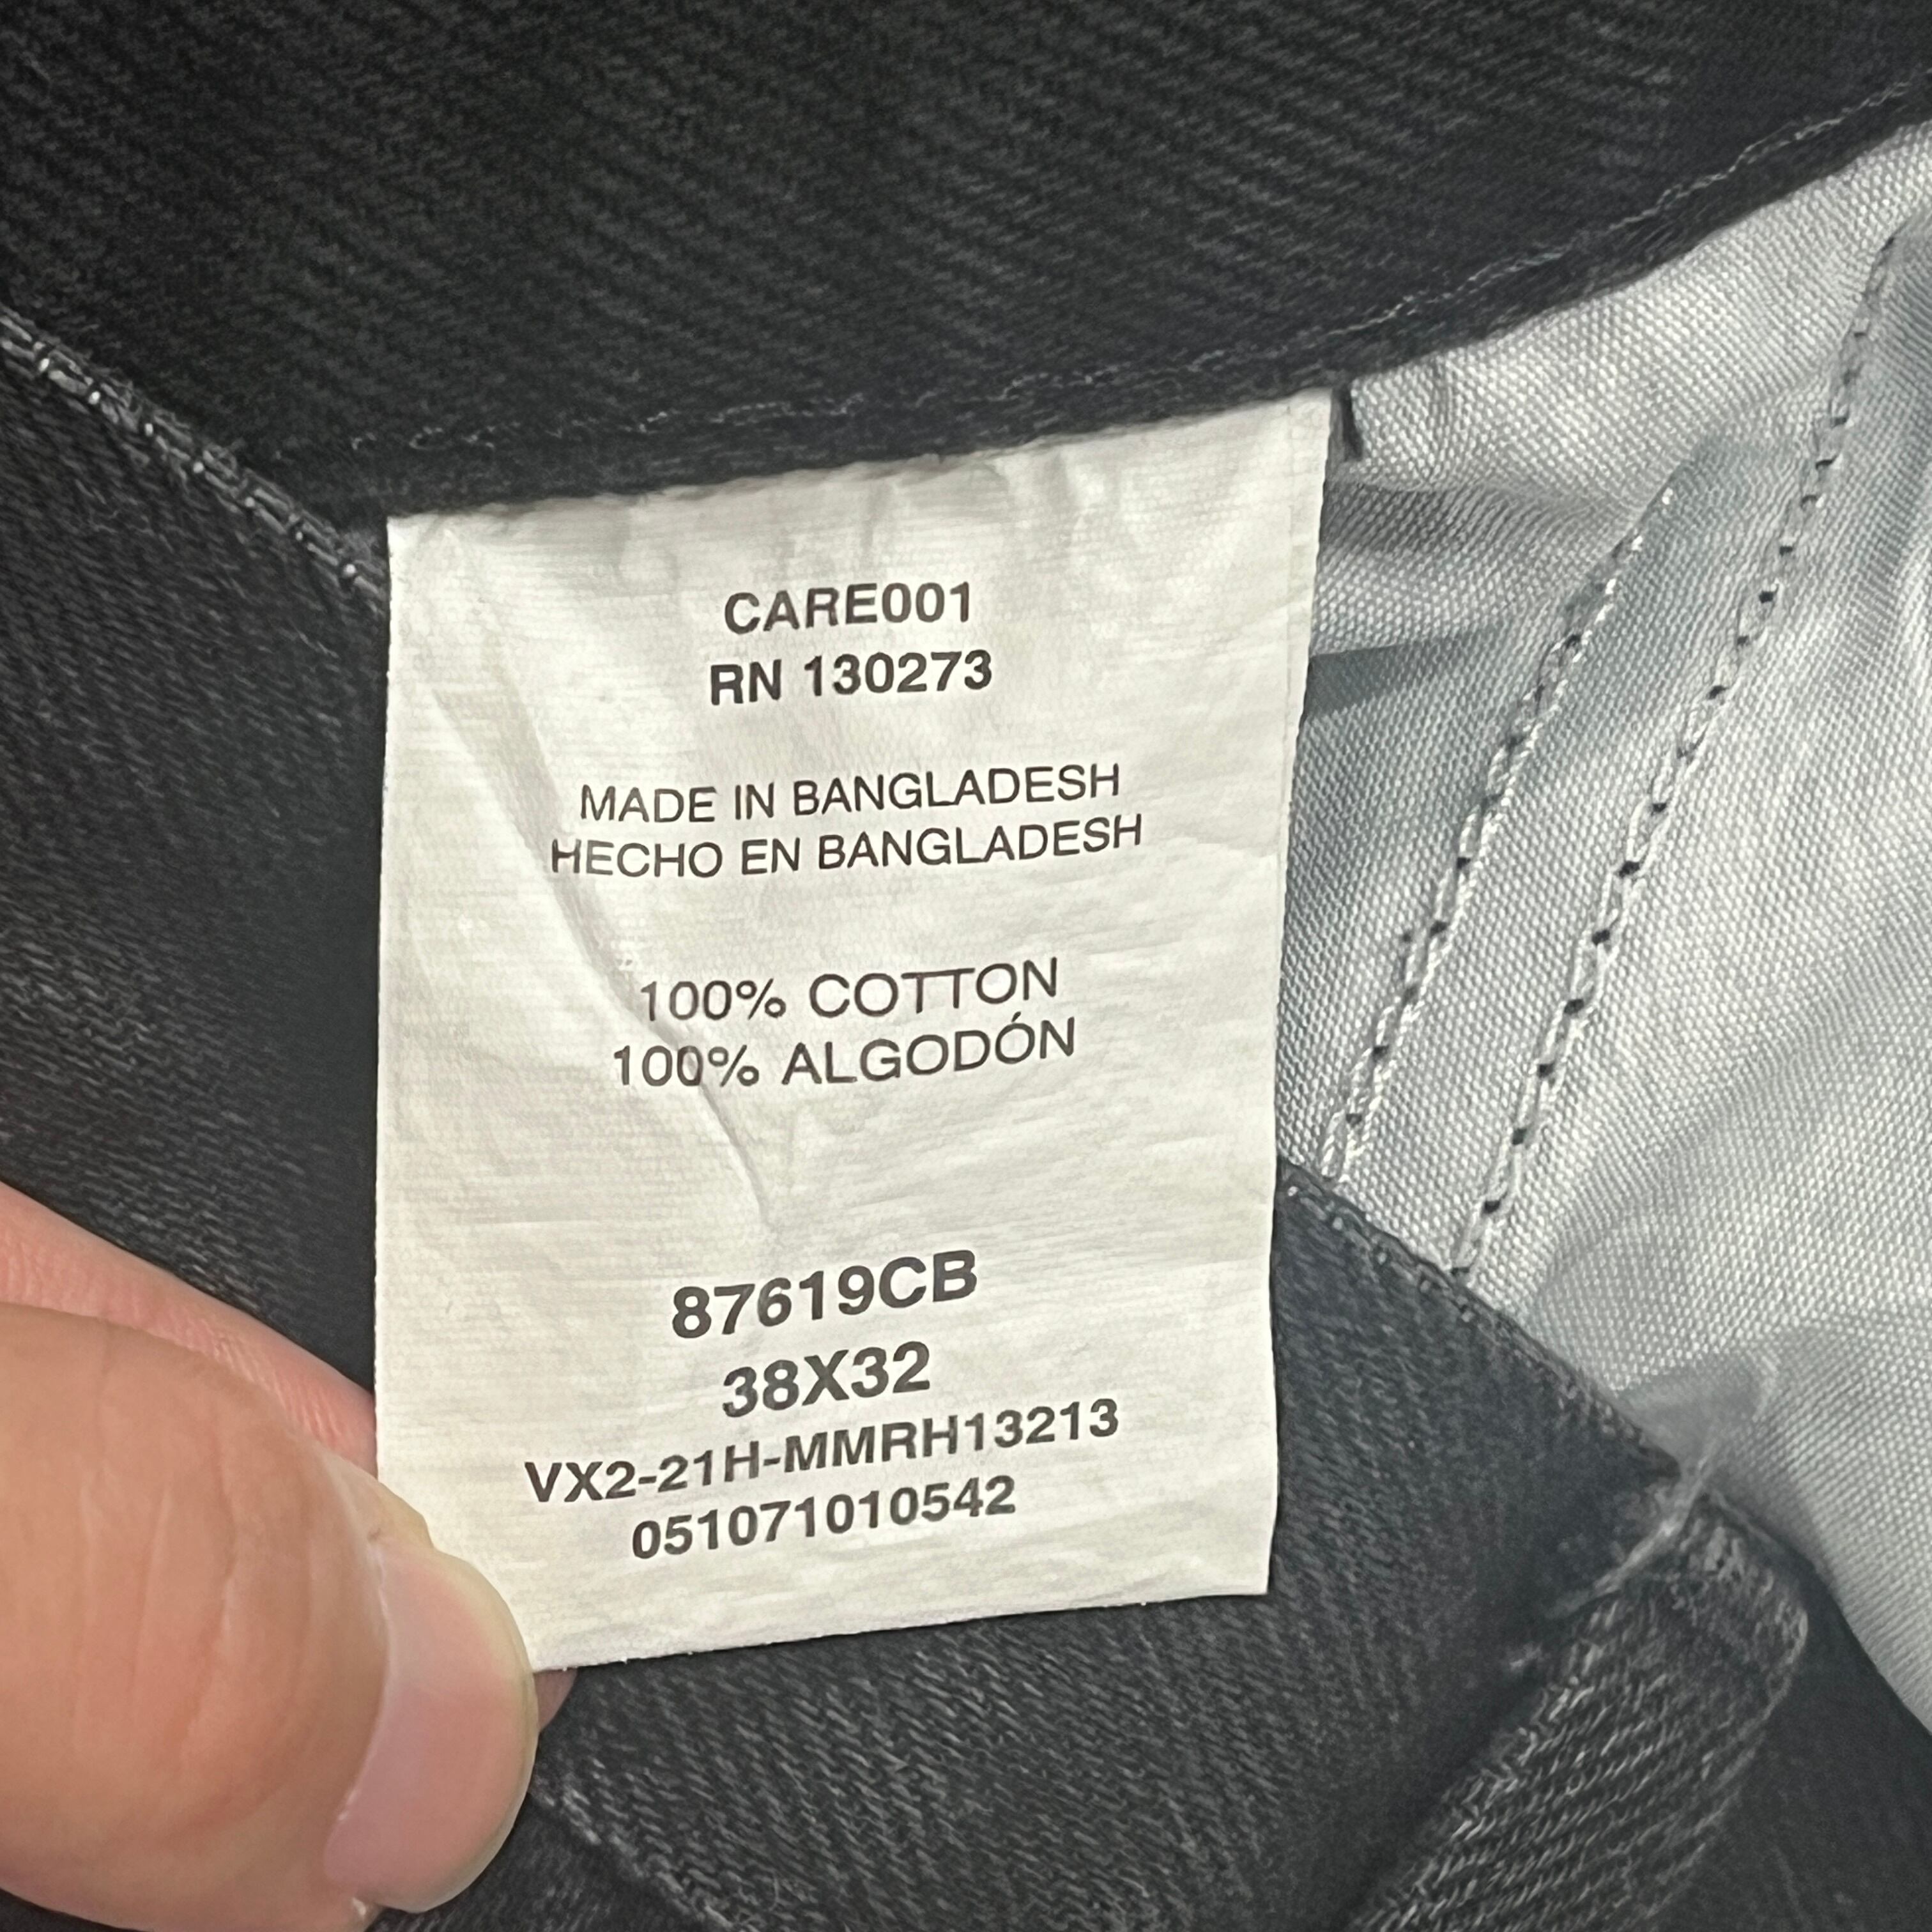 CARE001
RN 130273
MADE IN BANGLADESH
HECHO EN BANGLADESH
100% COTTON
100% ALGODÓN
87619CB
38X32
VX2-21H-MMRH13213
051071010542